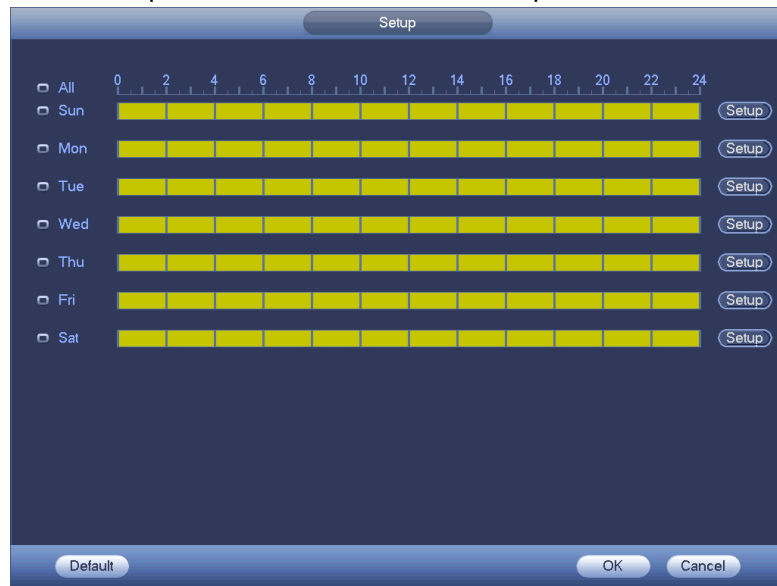 Setup
All 0 2 4 6 8 10 12 14 16 18 20 22 24
Sun Setup
Mon Setup
Tue Setup
Wed Setup
Thu Setup
Fri Setup
Sat Setup
Default OK Cancel